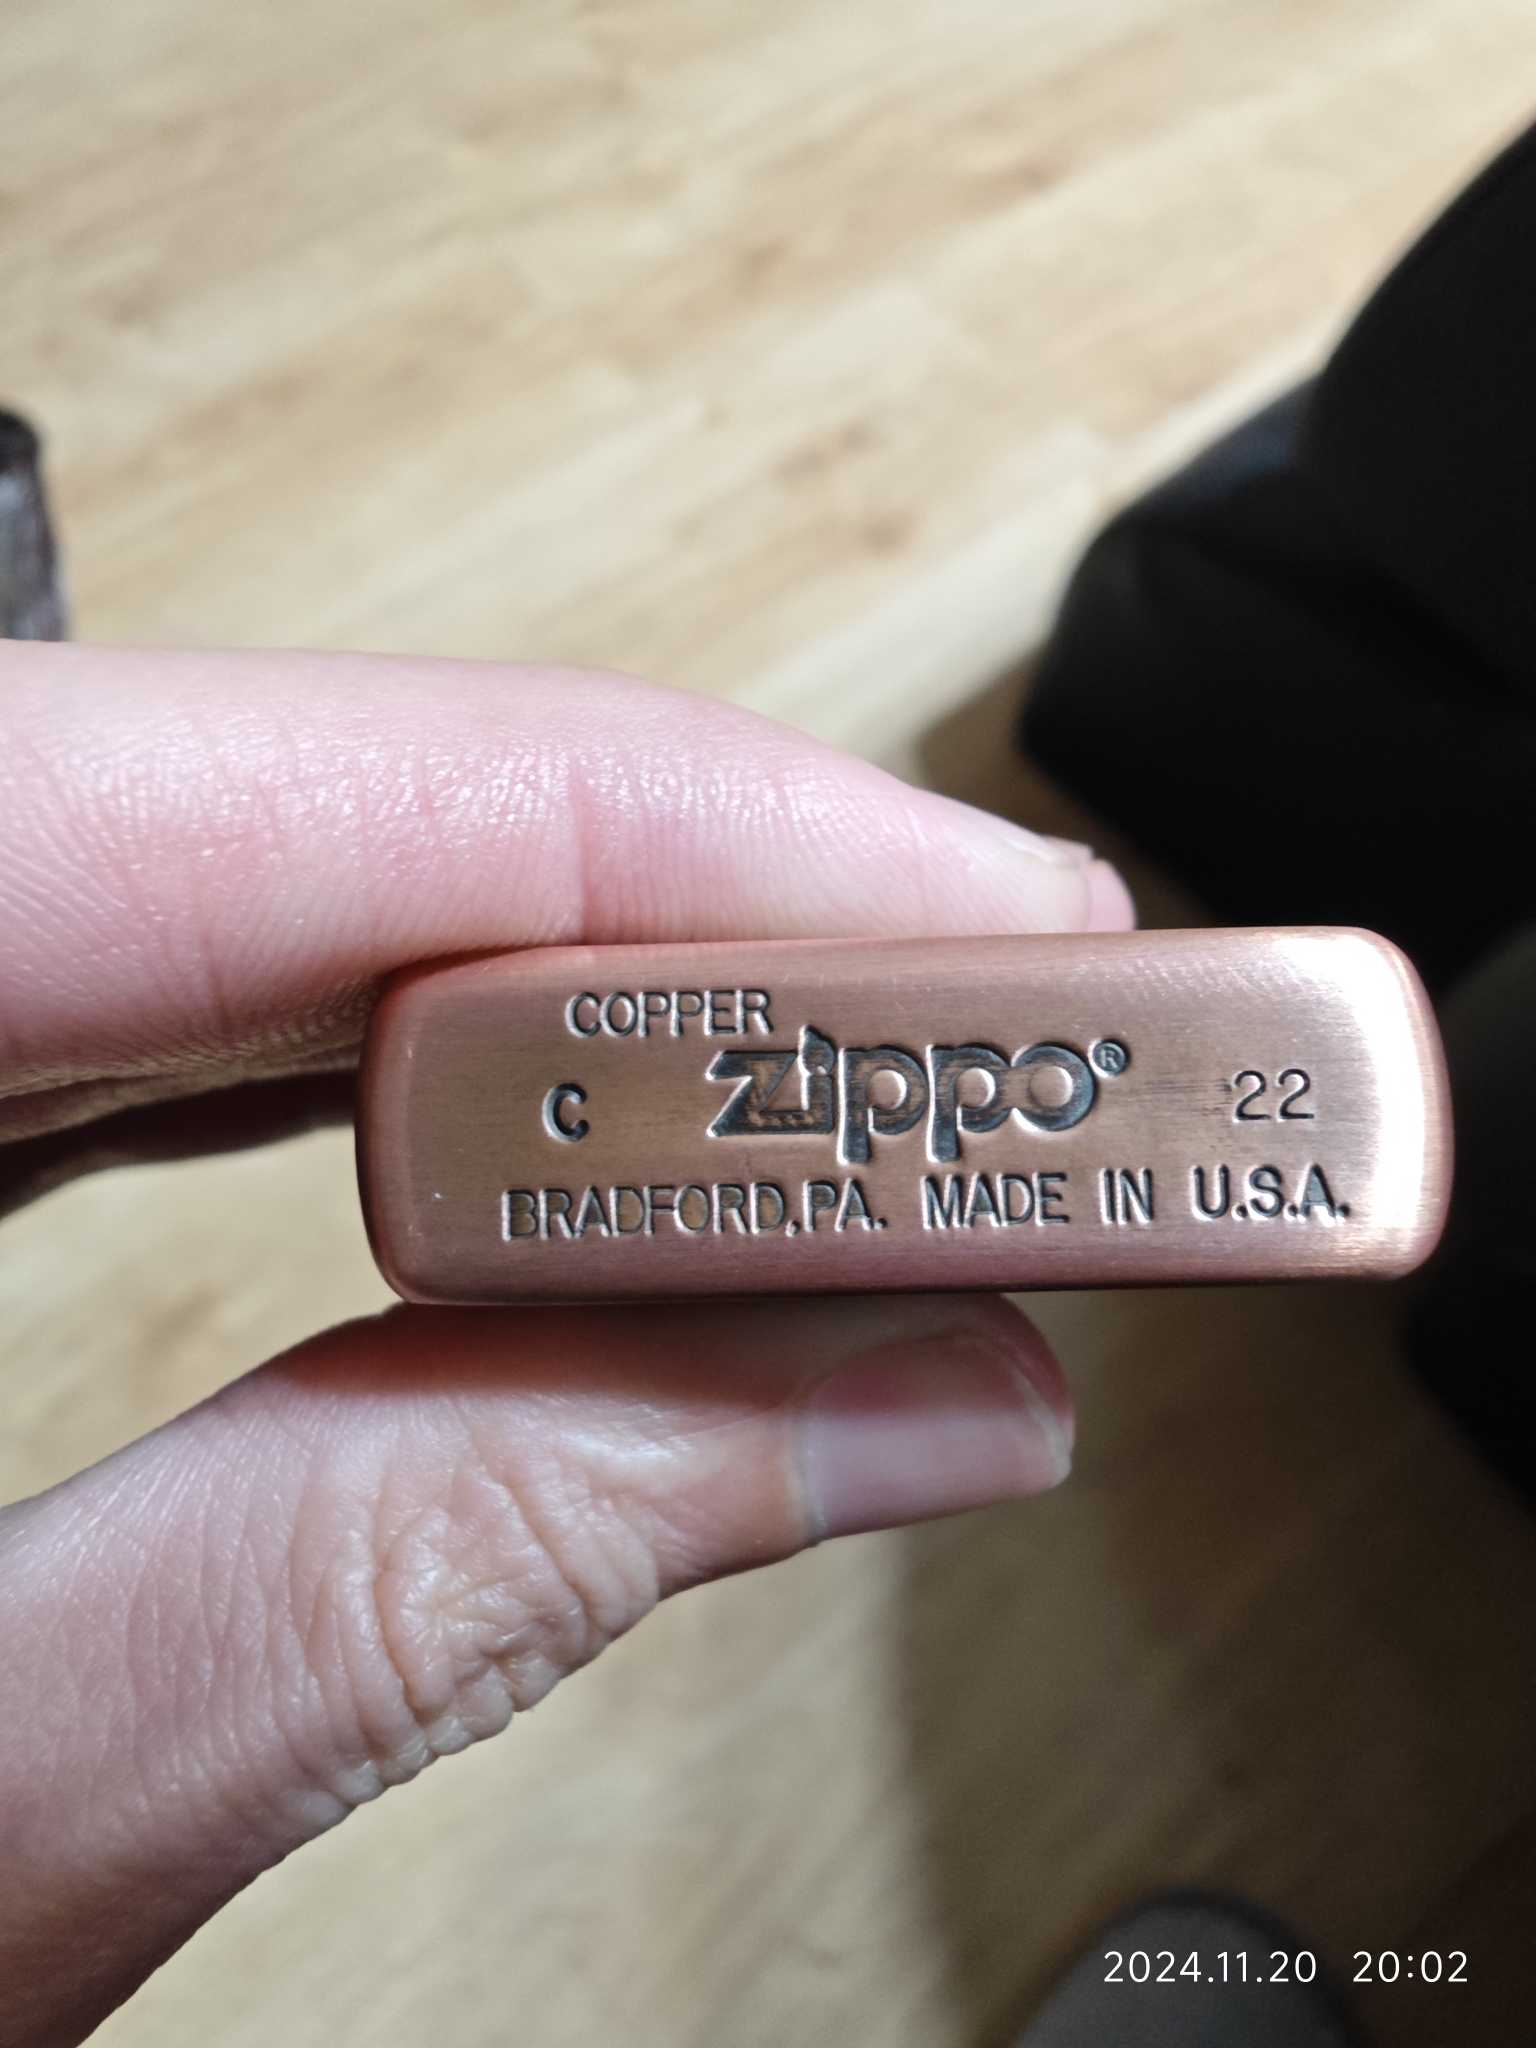 COPPER
C zippo® 22
BRADFORD, PA. MADE IN U.S.A.
2024.11.20 20:02